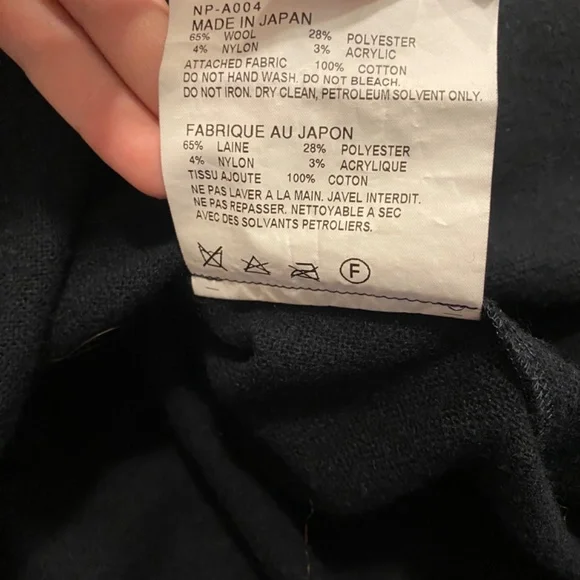 NP-A004
MADE IN JAPAN
65% WOOL 28% POLYESTER
4% NYLON 3% ACRYLIC
ATTACHED FABRIC 100% COTTON
DO NOT HAND WASH. DO NOT BLEACH.
DO NOT IRON. DRY CLEAN, PETROLEUM SOLVENT ONLY.
FABRIQUE AU JAPON
65% LAINE 28% POLYESTER
4% NYLON 3% ACRYLIQUE
TISSU AJOUTE 100% COTON
NE PAS LAVER A LA MAIN. JAVEL INTERDIT.
NE PAS REPASSER. NETTOYABLE A SEC
AVEC DES SOLVANTS PETROLIERS.
F